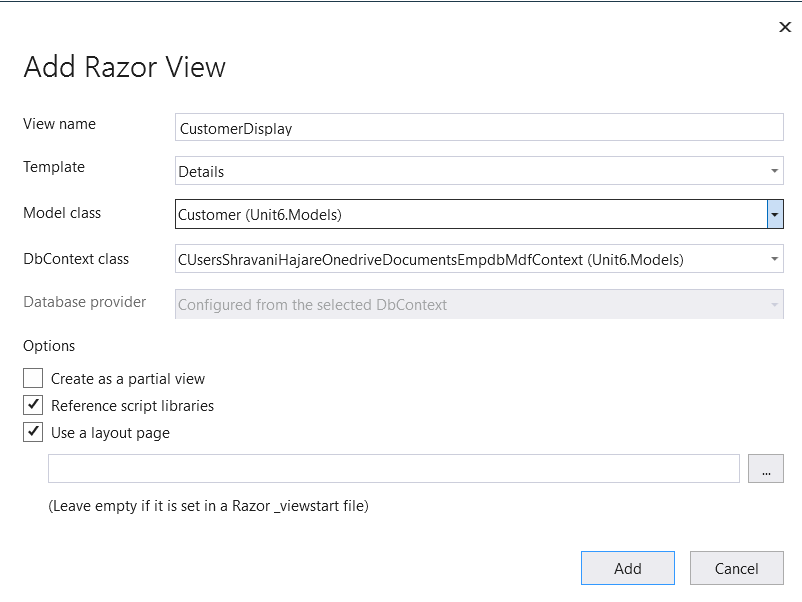 Add Razor View
View name
CustomerDisplay
Template
Details
Model class
Customer (Unit6.Models)
DbContext class
CUsersShravaniHajareOnedriveDocumentsEmpdbMdfContext (Unit6.Models)
Database provider
Configured from the selected DbContext
Options
Create as a partial view
Reference script libraries
Use a layout page
...
(Leave empty if it is set in a Razor _viewstart file)
Add
Cancel